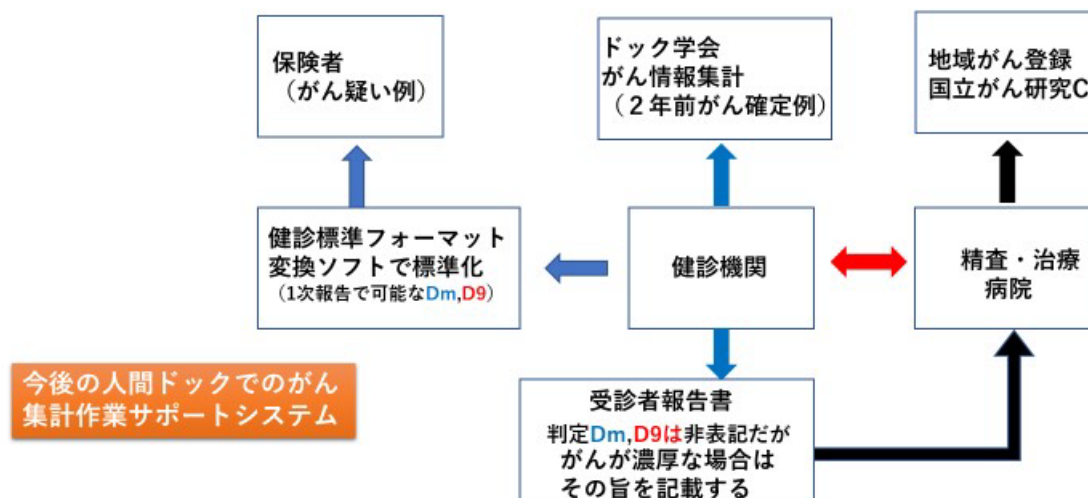 保険者
（がん疑い例）
ドック学会
がん情報集計
（２年前がん確定例）
地域がん登録
国立がん研究C
健診標準フォーマット
変換ソフトで標準化
（1次報告で可能なDm,D9）
健診機関
精査・治療
病院
今後の人間ドックでのがん
集計作業サポートシステム
受診者報告書
判定Dm,D9は非表記だが
がんが濃厚な場合は
その旨を記載する